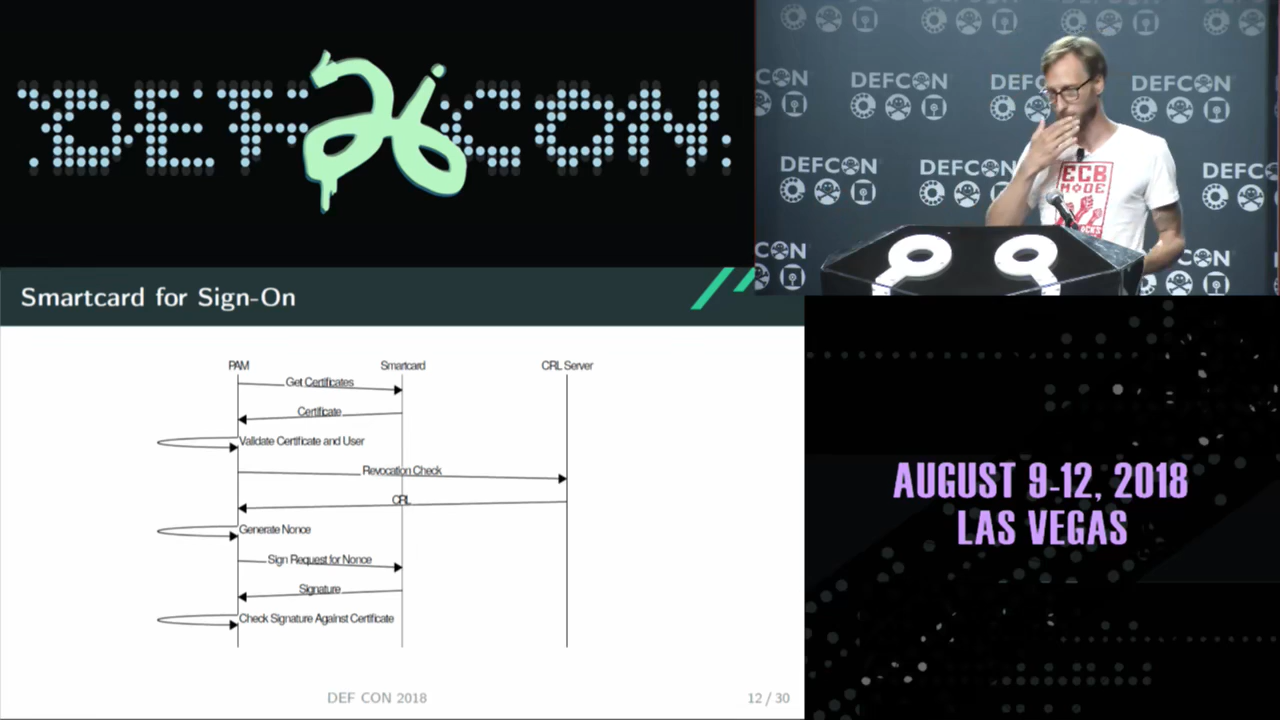 DEF CON
26
DEFCON DEFCON DEFCON DEFCON
DEFCON DEFCON DEFCON
ECB
MODE
Smartcard for Sign-On
PAM
Smartcard
CRL Server
Get Certificates
Certificate
Validate Certificate and User
Revocation Check
CRL
Generate Nonce
Sign Request for Nonce
Signature
Check Signature Against Certificate
DEF CON 2018
12 / 30
AUGUST 9-12, 2018
LAS VEGAS